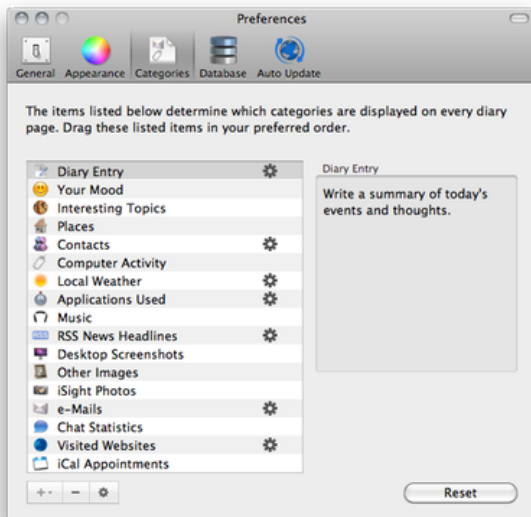 Preferences
General Appearance Categories Database Auto Update
The items listed below determine which categories are displayed on every diary
page. Drag these listed items in your preferred order.
Diary Entry
Your Mood
Interesting Topics
Places
Contacts
Computer Activity
Local Weather
Applications Used
Music
RSS RSS News Headlines
Desktop Screenshots
Other Images
iSight Photos
e-Mails
Chat Statistics
Visited Websites
iCal Appointments
Diary Entry
Write a summary of today's
events and thoughts.
Reset